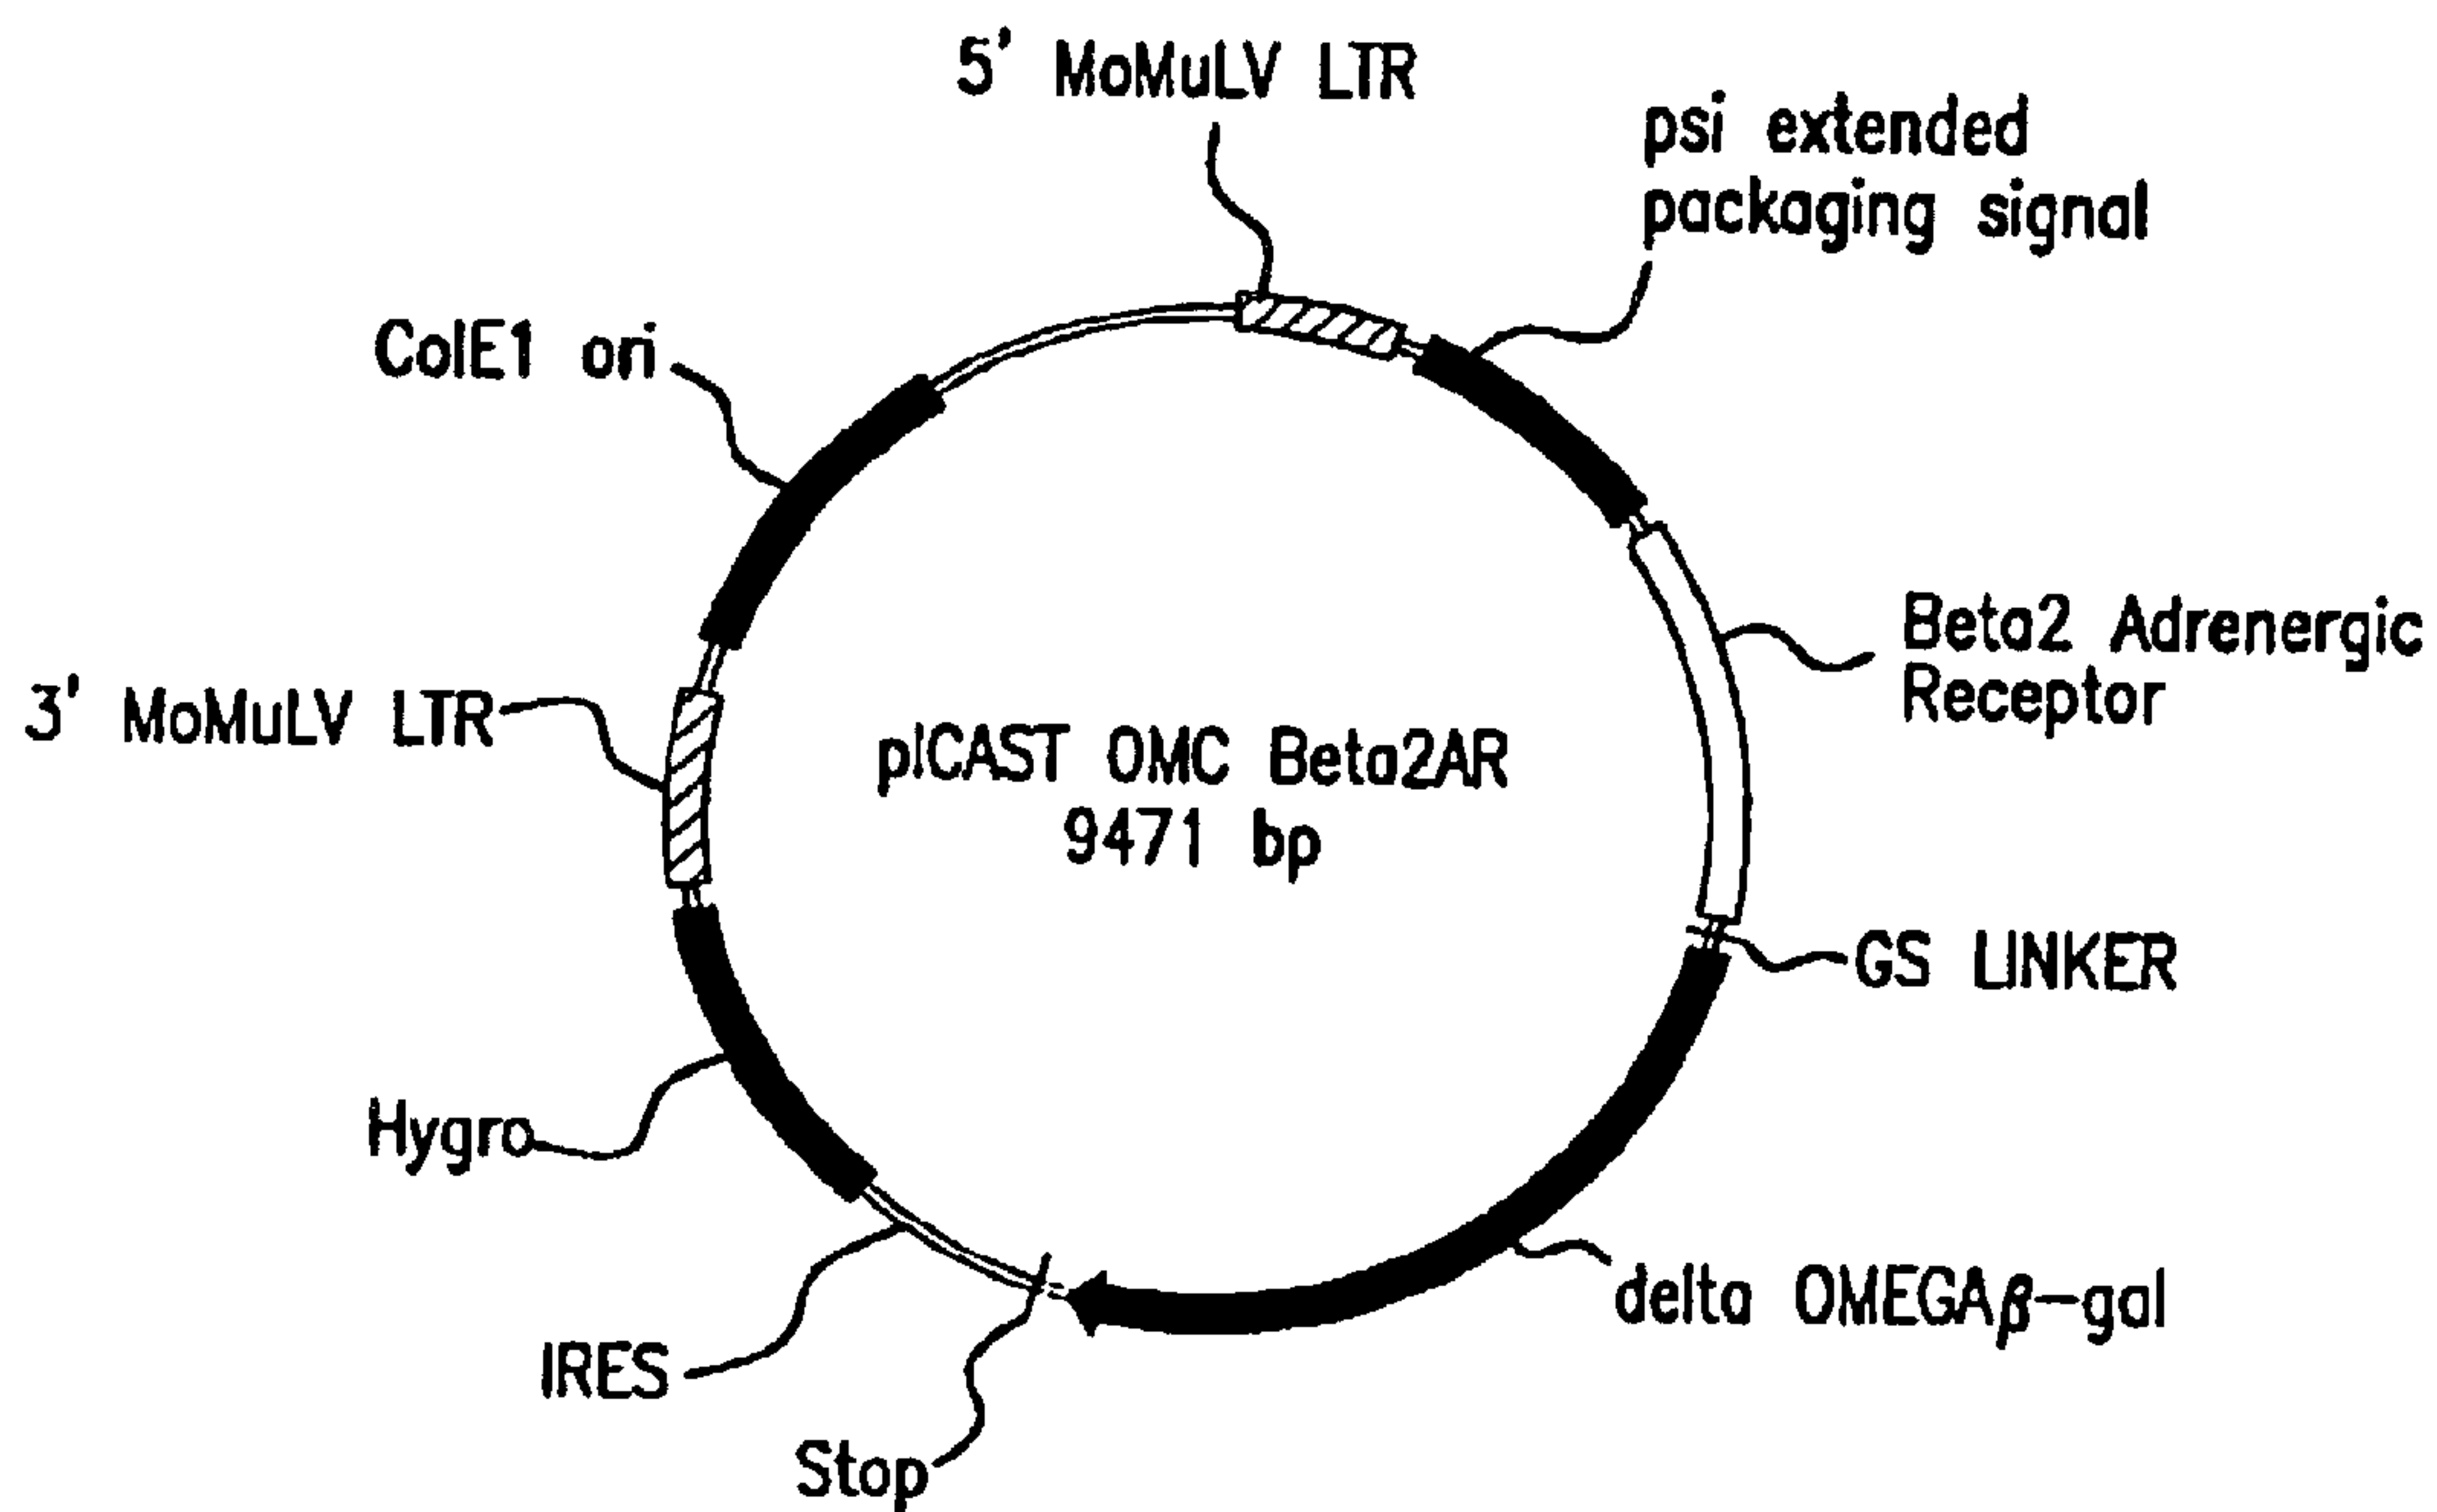 5' MoMuLV LTR
psi extended
packaging signal
ColE1 ori
Beta2 Adrenergic
Receptor
3' MoMuLV LTR
pICAST OMC Beta2AR
9471 bp
GS LINKER
Hygro
delta OMEGAβ-gal
IRES
Stop